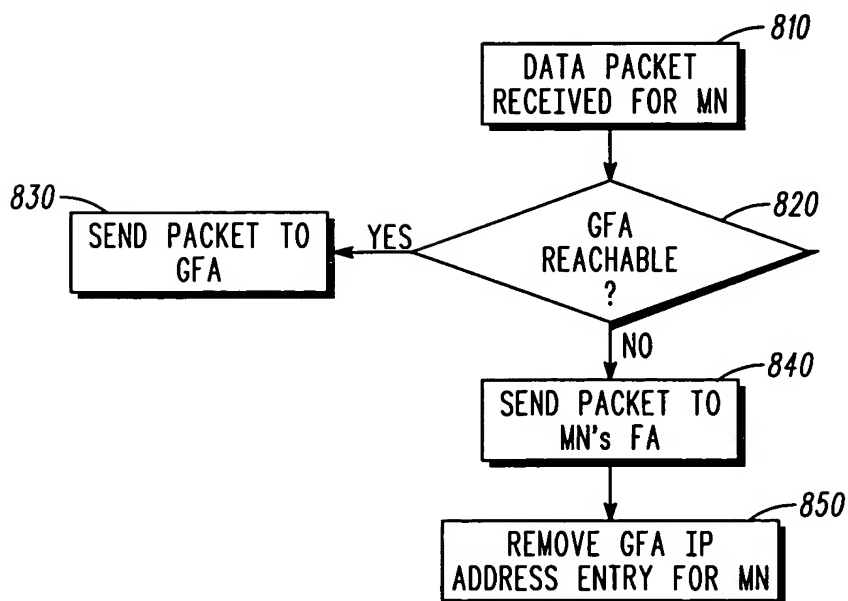 810
DATA PACKET
RECEIVED FOR MN
820
GFA
REACHABLE
?
YES
830
SEND PACKET TO
GFA
NO
840
SEND PACKET TO
MN's FA
850
REMOVE GFA IP
ADDRESS ENTRY FOR MN